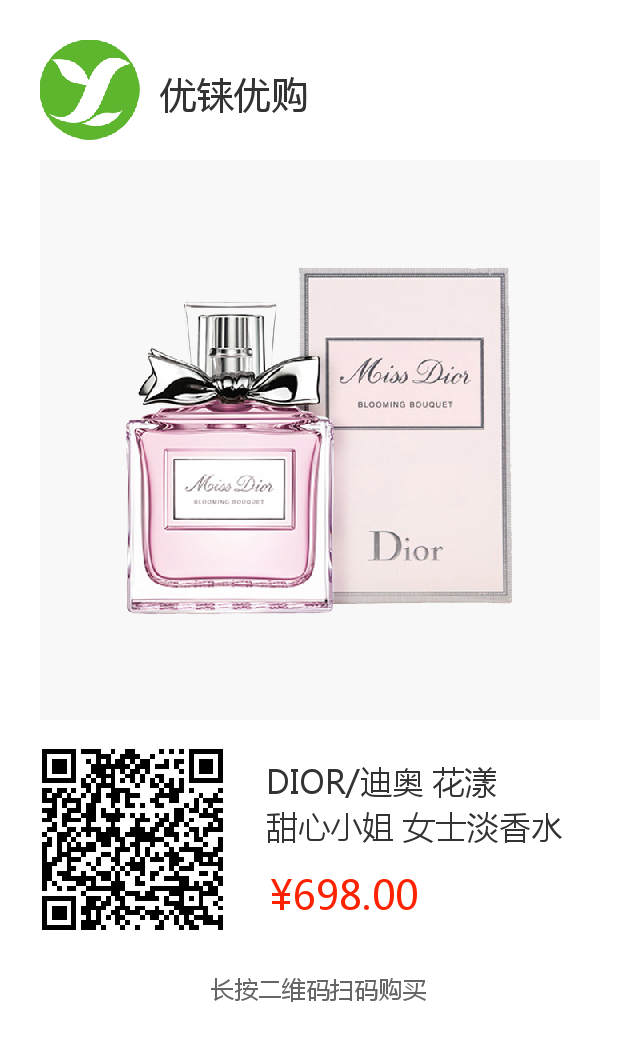 优铼优购
Miss Dior
BLOOMING BOUQUET
Dior
Miss Dior
BLOOMING BOUQUET
DIOR/迪奥 花漾
甜心小姐 女士淡香水
¥698.00
长按二维码扫码购买